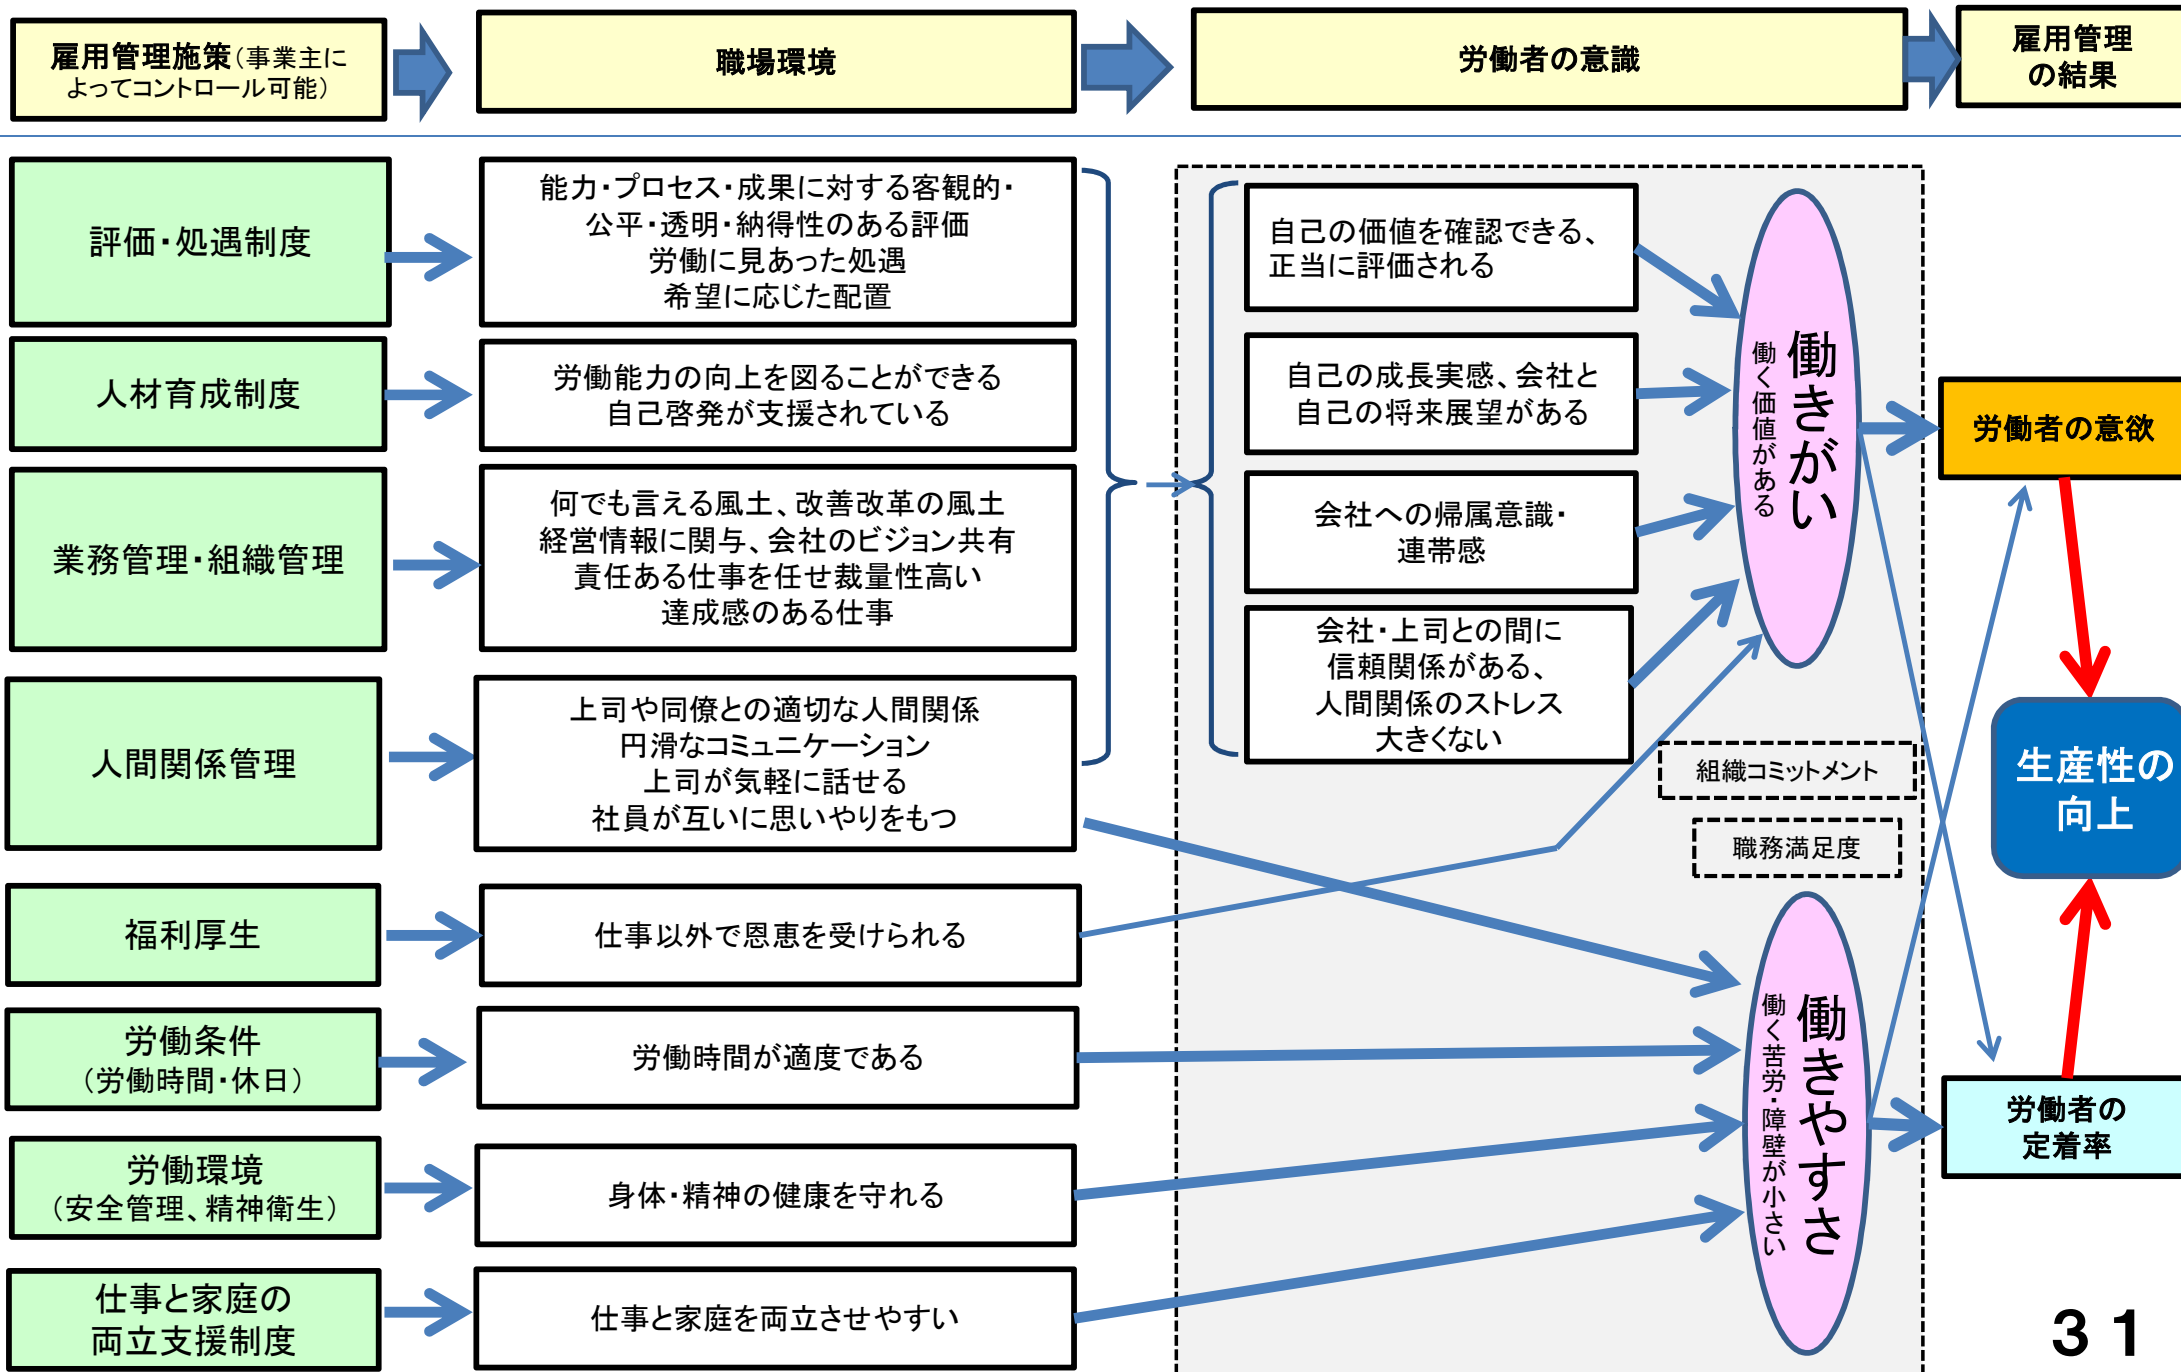 雇用管理施策(事業主に
よってコントロール可能)
職場環境
労働者の意識
雇用管理
の結果
評価・処遇制度
能力・プロセス・成果に対する客観的・
公平・透明・納得性のある評価
労働に見あった処遇
希望に応じた配置
人材育成制度
労働能力の向上を図ることができる
自己啓発が支援されている
業務管理・組織管理
何でも言える風土、改善改革の風土
経営情報に関与、会社のビジョン共有
責任ある仕事を任せ裁量性高い
達成感のある仕事
人間関係管理
上司や同僚との適切な人間関係
円滑なコミュニケーション
上司が気軽に話せる
社員が互いに思いやりをもつ
福利厚生
仕事以外で恩恵を受けられる
労働条件
(労働時間・休日)
労働時間が適度である
労働環境
(安全管理、精神衛生)
身体・精神の健康を守れる
仕事と家庭の
両立支援制度
仕事と家庭を両立させやすい
自己の価値を確認できる、
正当に評価される
自己の成長実感、会社と
自己の将来展望がある
会社への帰属意識・
連帯感
会社・上司との間に
信頼関係がある、
人間関係のストレス
大きくない
働きがい
働く価値がある
組織コミットメント
職務満足度
働きやすさ
働く苦労・障壁が小さい
労働者の意欲
生産性の
向上
労働者の
定着率
31